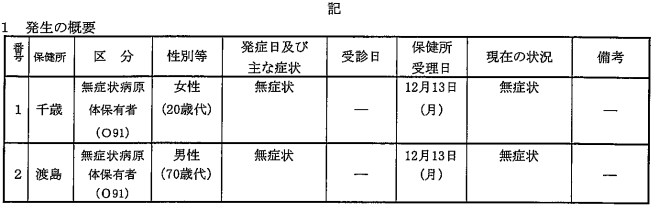 記
1 発生の概要
番号 保健所 区 分 性別等 発症日及び主な症状 受診日 保健所受理日 現在の状況 備考
1 千歳 無症状病原体保有者(O91) 女性(20歳代) 無症状 ― 12月13日(月) 無症状 ―
2 渡島 無症状病原体保有者(O91) 男性(70歳代) 無症状 ― 12月13日(月) 無症状 ―